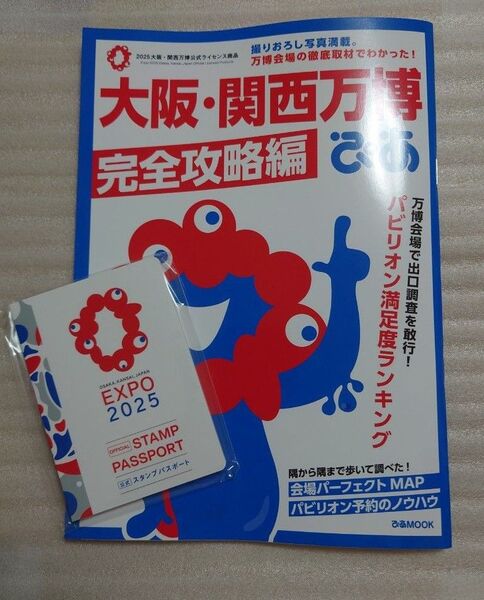 2025大阪・関西万博公式ライセンス商品
撮りおろし写真満載。
万博会場の徹底取材でわかった!
大阪・関西万博
完全攻略編
ぴあ
万博会場で出口調査を敢行!
パビリオン満足度ランキング
隅から隅まで歩いて調べた!
会場パーフェクトMAP
パビリオン予約のノウハウ
ぴあMOOK
OSAKA, KANSAI, JAPAN
EXPO
2025
OFFICIAL STAMP
PASSPORT
公式 スタンプパスポート